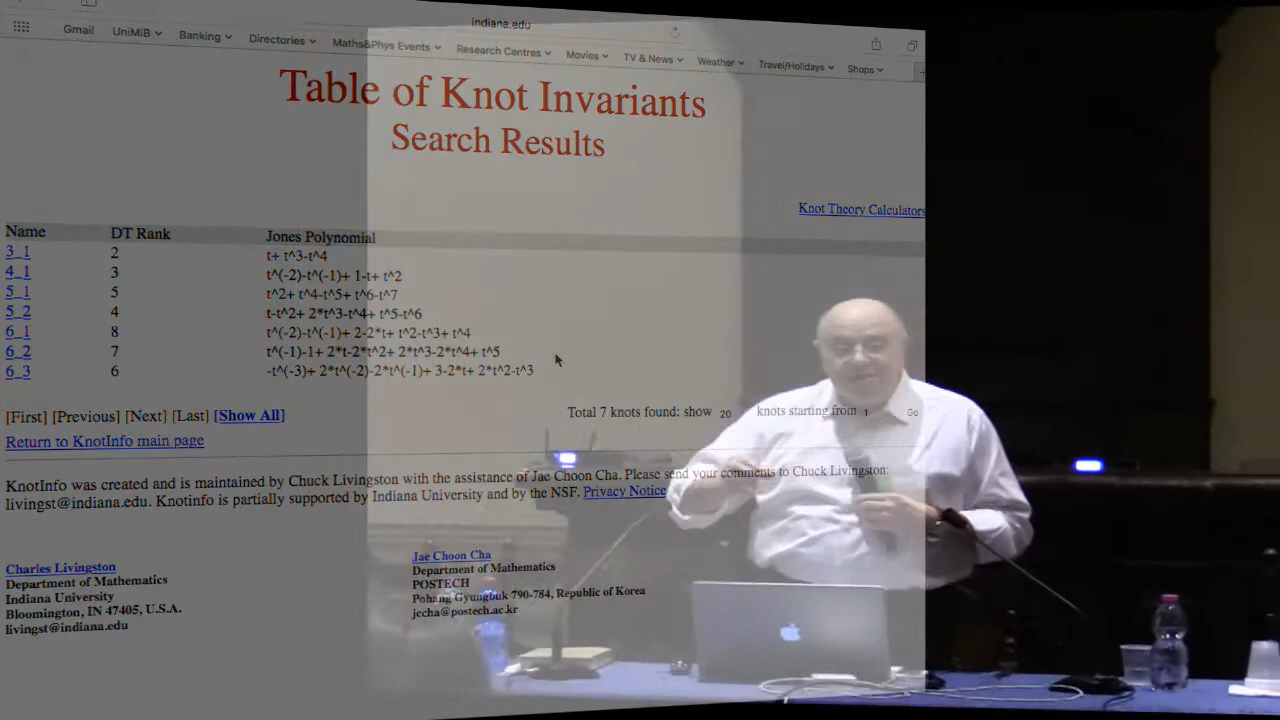 indiana.edu
Gmail UniMiB Banking Directories Maths&Phys Events Research Centres Movies TV & News Weather Travel/Holidays Shops
Table of Knot Invariants
Search Results
Knot Theory Calculators
Name DT Rank Jones Polynomial
3_1 2 t+ t^3-t^4
4_1 3 t^(-2)-t^(-1)+ 1-t+ t^2
5_1 5 t^2+ t^4-t^5+ t^6-t^7
5_2 4 t-t^2+ 2*t^3-t^4+ t^5-t^6
6_1 8 t^(-2)-t^(-1)+ 2-2*t+ t^2-t^3+ t^4
6_2 7 t^(-1)-1+ 2*t-2*t^2+ 2*t^3-2*t^4+ t^5
6_3 6 -t^(-3)+ 2*t^(-2)-2*t^(-1)+ 3-2*t+ 2*t^2-t^3
[First] [Previous] [Next] [Last] [Show All] Total 7 knots found: show 20 knots starting from 1 Go
Return to KnotInfo main page
KnotInfo was created and is maintained by Chuck Livingston with the assistance of Jae Choon Cha. Please send your comments to Chuck Livingston:
livingst@indiana.edu. Knotinfo is partially supported by Indiana University and by the NSF. Privacy Notice
Charles Livingston
Department of Mathematics
Indiana University
Bloomington, IN 47405, U.S.A.
livingst@indiana.edu
Jae Choon Cha
Department of Mathematics
POSTECH
Pohang Gyungbuk 790-784, Republic of Korea
jccha@postech.ac.kr